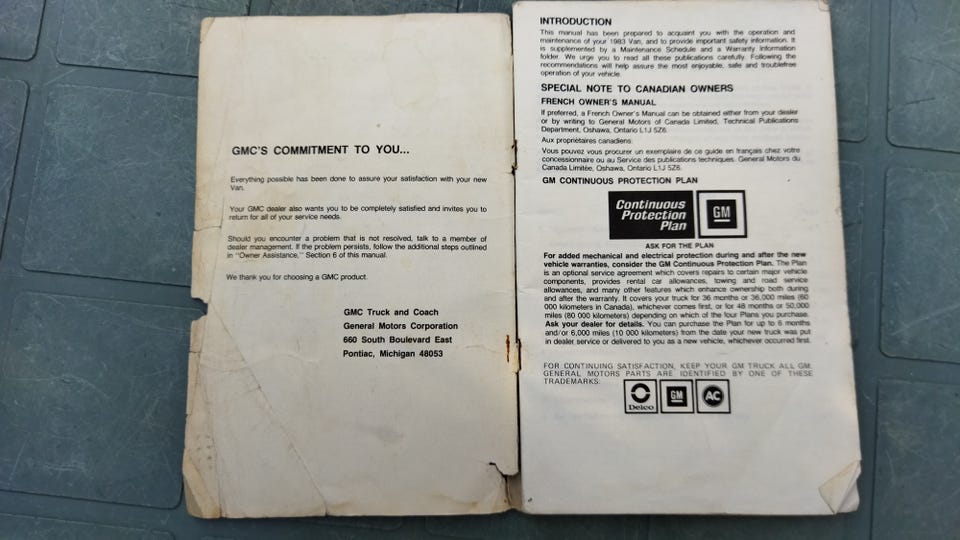 GMC'S COMMITMENT TO YOU...
Everything possible has been done to assure your satisfaction with your new
Van.
Your GMC dealer also wants you to be completely satisfied and invites you to
return for all of your service needs.
Should you encounter a problem that is not resolved, talk to a member of
dealer management. If the problem persists, follow the additional steps outlined
in "Owner Assistance," Section 6 of this manual.
We thank you for choosing a GMC product.
GMC Truck and Coach
General Motors Corporation
660 South Boulevard East
Pontiac, Michigan 48053
INTRODUCTION
This manual has been prepared to acquaint you with the operation and
maintenance of your 1983 Van, and to provide important safety information. It
is supplemented by a Maintenance Schedule and a Warranty Information
folder. We urge you to read all these publications carefully. Following the
recommendations will help assure the most enjoyable, safe and troublefree
operation of your vehicle.
SPECIAL NOTE TO CANADIAN OWNERS
FRENCH OWNER'S MANUAL
If preferred, a French Owner's Manual can be obtained either from your dealer
or by writing to General Motors of Canada Limited, Technical Publications
Department, Oshawa, Ontario L1J 5Z6.
Aux propriétaires canadiens:
Vous pouvez vous procurer un exemplaire de ce guide en français chez votre
concessionnaire ou au Service des publications techniques. General Motors du
Canada Limitée, Oshawa, Ontario L1J 5Z6.
GM CONTINUOUS PROTECTION PLAN
Continuous
Protection
Plan
GM
ASK FOR THE PLAN
For added mechanical and electrical protection during and after the new
vehicle warranties, consider the GM Continuous Protection Plan. The Plan
is an optional service agreement which covers repairs to certain major vehicle
components, provides rental car allowances, towing and road service
allowances, and many other features which enhance ownership both during
and after the warranty. It covers your truck for 36 months or 36,000 miles (60
000 kilometers in Canada), whichever comes first, or for 48 months or 50,000
miles (80 000 kilometers) depending on which of the four Plans you purchase.
Ask your dealer for details. You can purchase the Plan for up to 6 months
and/or 6,000 miles (10 000 kilometers) from the date your new truck was put
in dealer service or delivered to you as a new vehicle, whichever occurred first.
FOR CONTINUING SATISFACTION, KEEP YOUR GM TRUCK ALL GM.
GENERAL MOTORS PARTS ARE IDENTIFIED BY ONE OF THESE
TRADEMARKS:
Delco
GM
AC